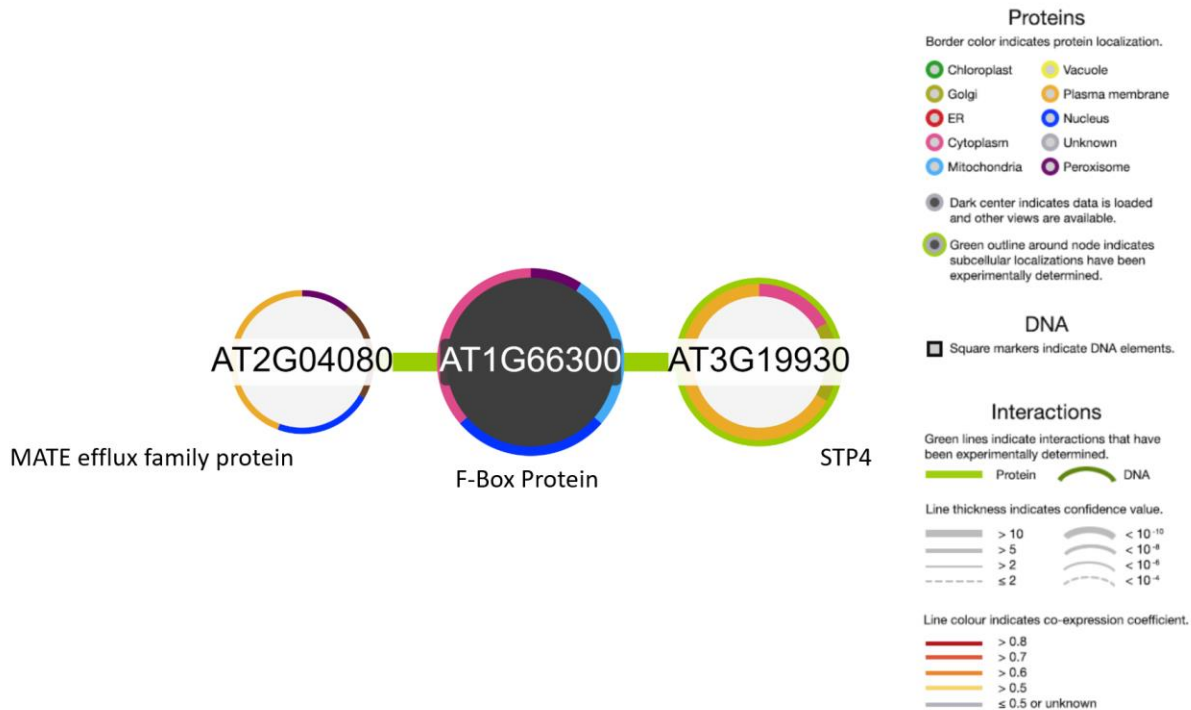 AT2G04080
AT1G66300
AT3G19930
MATE efflux family protein
F-Box Protein
STP4
Proteins
Border color indicates protein localization.
Chloroplast
Vacuole
Golgi
Plasma membrane
ER
Nucleus
Cytoplasm
Unknown
Mitochondria
Peroxisome
Dark center indicates data is loaded
and other views are available.
Green outline around node indicates
subcellular localizations have been
experimentally determined.
DNA
Square markers indicate DNA elements.
Interactions
Green lines indicate interactions that have
been experimentally determined.
Protein
DNA
Line thickness indicates confidence value.
> 10
< 10⁻¹⁰
> 5
< 10⁻⁸
> 2
< 10⁻⁶
≤ 2
< 10⁻⁴
Line colour indicates co-expression coefficient.
> 0.8
> 0.7
> 0.6
> 0.5
≤ 0.5 or unknown